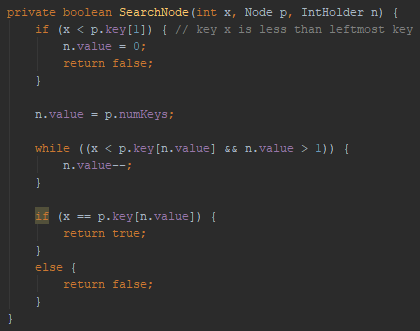 private boolean SearchNode(int x, Node p, IntHolder n) {
    if (x < p.key[1]) { // key x is less than leftmost key
        n.value = 0;
        return false;
    }

    n.value = p.numKeys;

    while ((x < p.key[n.value] && n.value > 1)) {
        n.value--;
    }

    if (x == p.key[n.value]) {
        return true;
    }
    else {
        return false;
    }
}